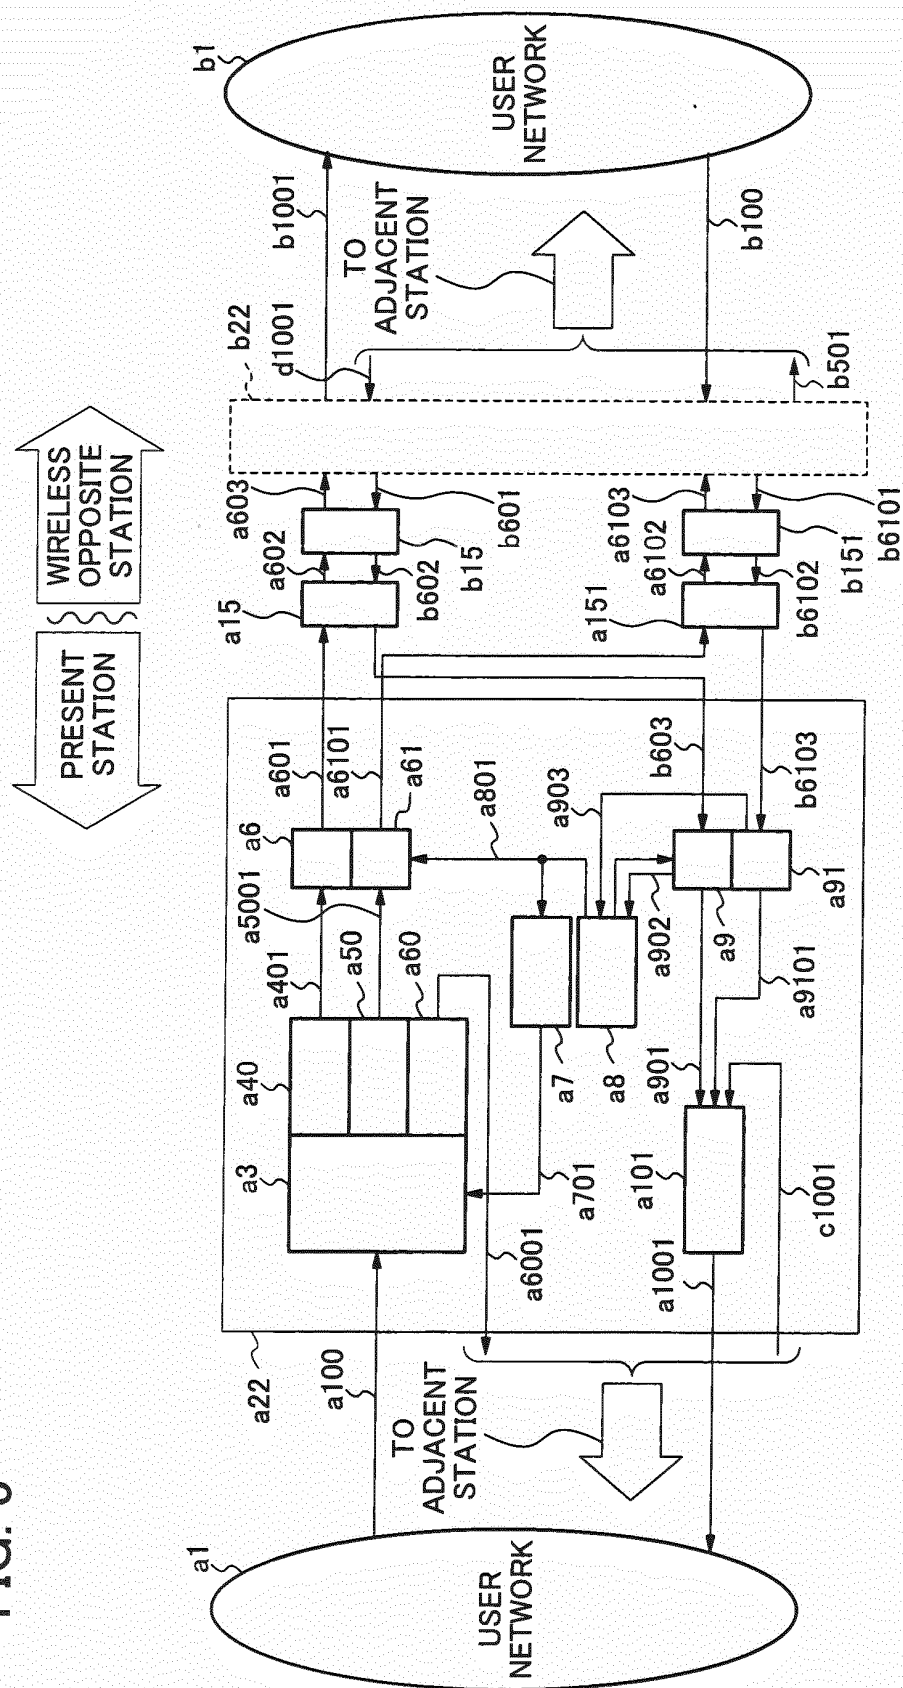 PRESENT
STATION
WIRELESS
OPPOSITE
STATION
a1
USER
NETWORK
a100
a22
TO
ADJACENT
STATION
a3
a40
a401
a50
a5001
a60
a6
a601
a6101
a61
a6001
a701
a7
a8
a801
a903
a902
a9
a91
a901
a9101
a101
a1001
c1001
b603
b6103
a15
a602
a603
b601
b15
b602
a151
a6102
a6103
b6101
b151
b6102
b22
d1001
b1001
TO
ADJACENT
STATION
b501
b100
b1
USER
NETWORK